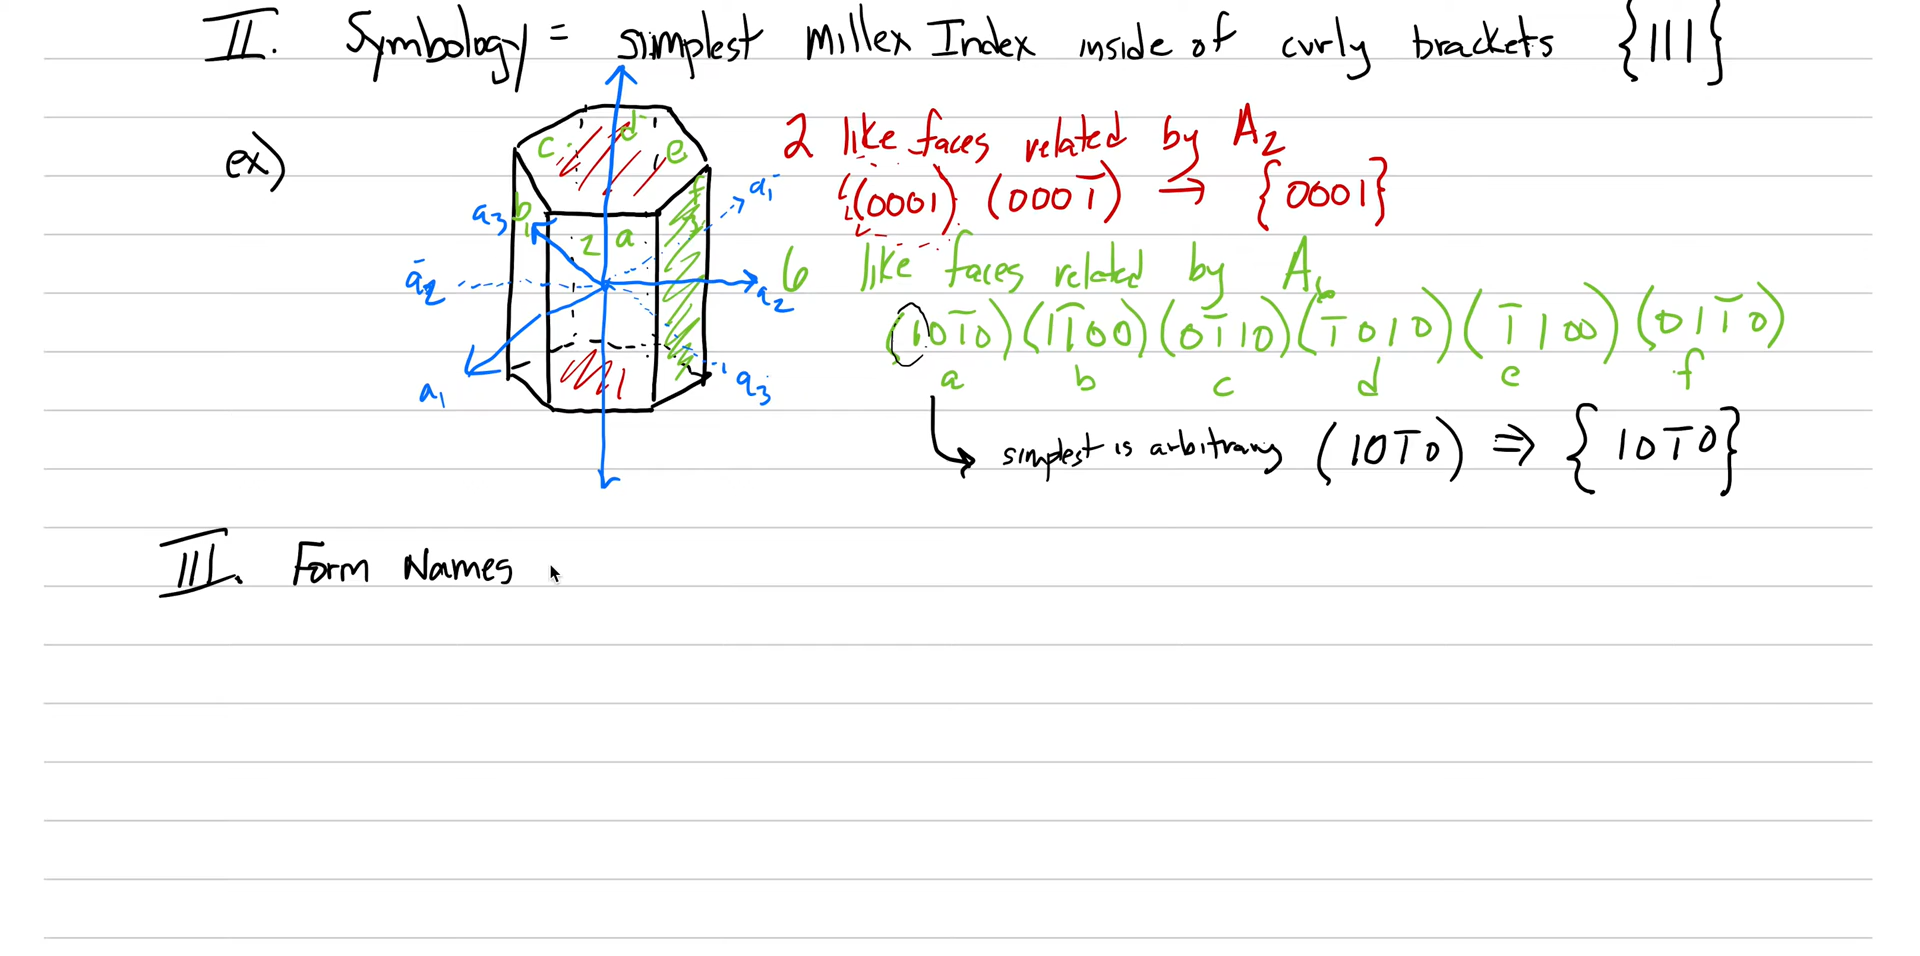 II. Symbology = simplest Miller Index inside of curly brackets {111}
ex)
c d e
b a f
2
a₃ ā₁
ā₂ a₂
a₁ ā₃
2 like faces related by A₂
(0001) (0001̄) → {0001}
6 like faces related by A₆
(101̄0) (11̄00) (01̄10) (1̄010) (1̄100) (011̄0)
a b c d e f
simplest is arbitrary (101̄0) ⇒ {101̄0}
III. Form Names